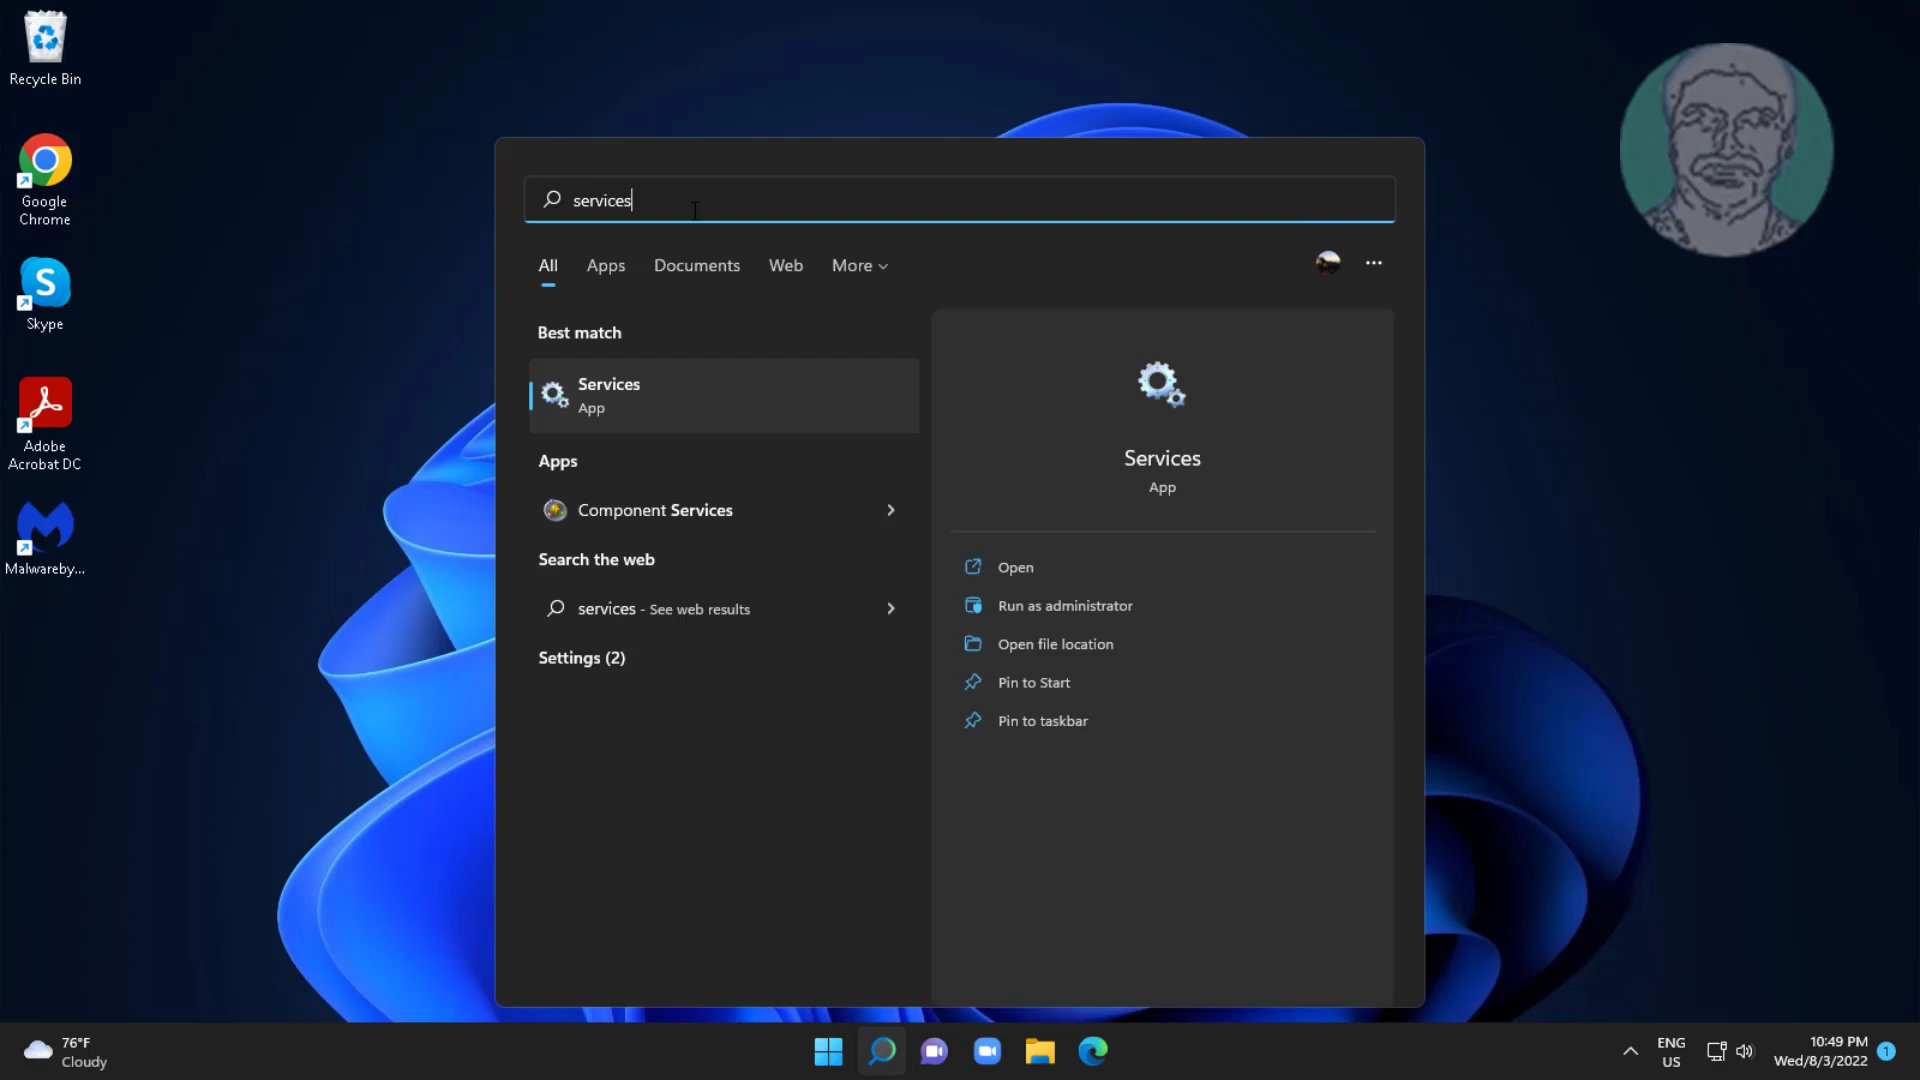 Recycle Bin
Google
Chrome
S
Skype
Adobe
Acrobat DC
Malwareby...
services
All
Apps
Documents
Web
More
Best match
Services
App
Apps
Component Services
Search the web
services - See web results
Settings (2)
Services
App
Open
Run as administrator
Open file location
Pin to Start
Pin to taskbar
76°F
Cloudy
ENG
US
10:49 PM
Wed/8/3/2022
1